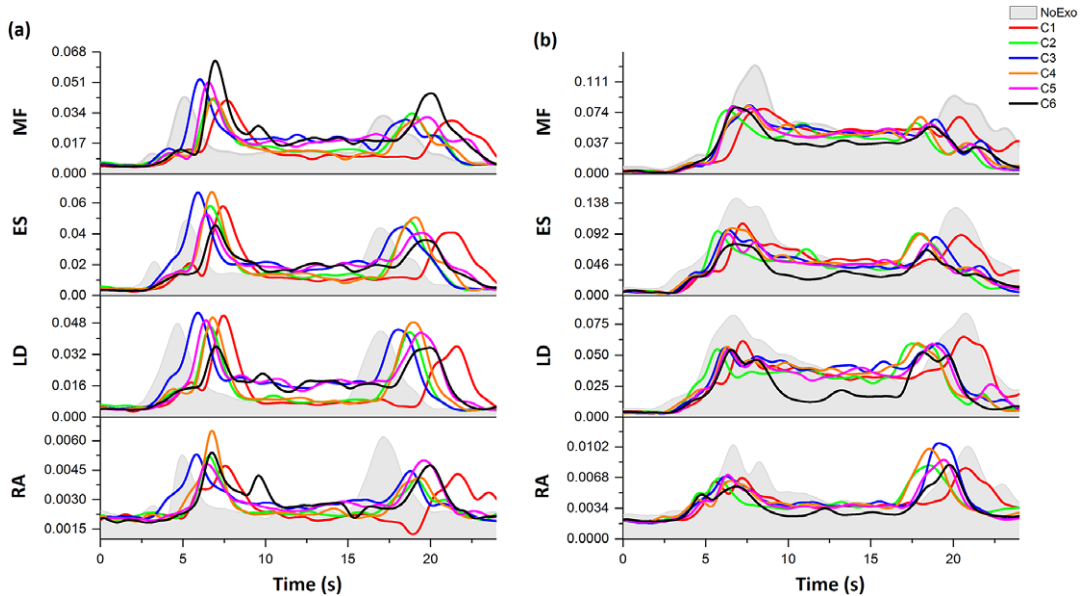 (a)
0.068
0.051
0.034
0.017
0.000
MF
0.06
0.04
0.02
0.00
ES
0.048
0.032
0.016
0.000
LD
0.0060
0.0045
0.0030
0.0015
RA
0 5 10 15 20
Time (s)
(b)
NoExo
C1
C2
C3
C4
C5
C6
0.111
0.074
0.037
0.000
MF
0.138
0.092
0.046
0.000
ES
0.075
0.050
0.025
0.000
LD
0.0102
0.0068
0.0034
0.0000
RA
0 5 10 15 20
Time (s)